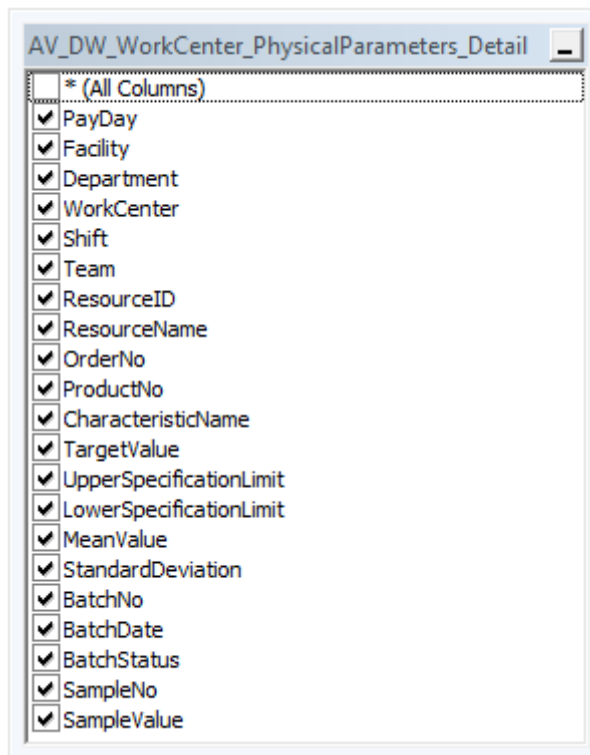 AV_DW_WorkCenter_PhysicalParameters_Detail
* (All Columns)
PayDay
Facility
Department
WorkCenter
Shift
Team
ResourceID
ResourceName
OrderNo
ProductNo
CharacteristicName
TargetValue
UpperSpecificationLimit
LowerSpecificationLimit
MeanValue
StandardDeviation
BatchNo
BatchDate
BatchStatus
SampleNo
SampleValue